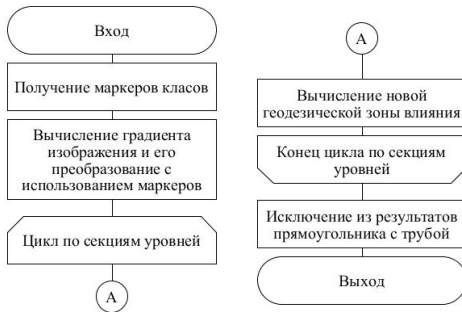 Вход
Получение маркеров класов
Вычисление градиента
изображения и его
преобразование с
использованием маркеров
Цикл по секциям уровней
А
А
Вычисление новой
геодезической зоны влияния
Конец цикла по секциям
уровней
Исключение из результатов
прямоугольника с трубой
Выход